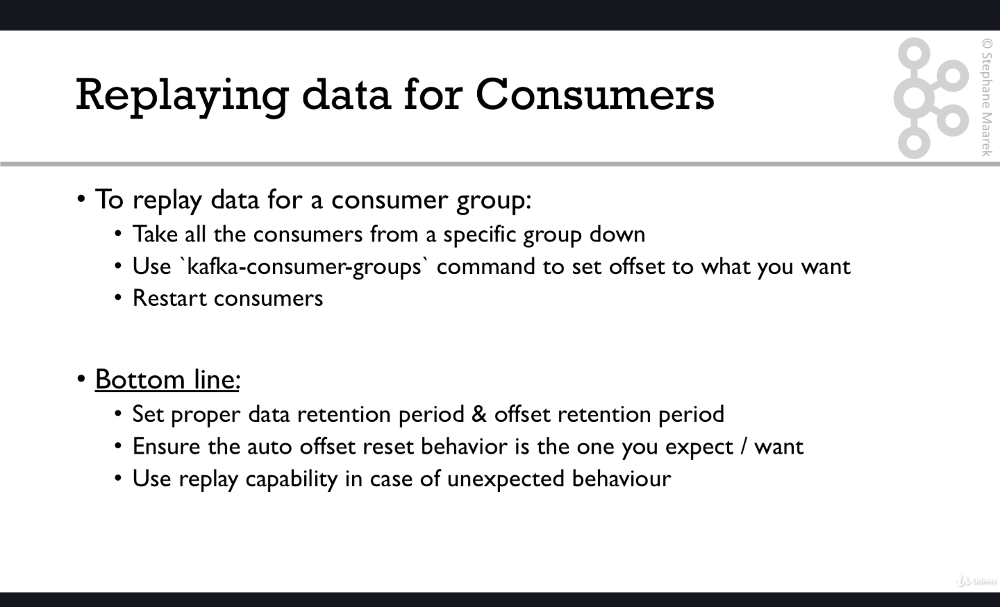 Replaying data for Consumers
© Stephane Maarek
• To replay data for a consumer group:
• Take all the consumers from a specific group down
• Use `kafka-consumer-groups` command to set offset to what you want
• Restart consumers
• Bottom line:
• Set proper data retention period & offset retention period
• Ensure the auto offset reset behavior is the one you expect / want
• Use replay capability in case of unexpected behaviour
Udemy